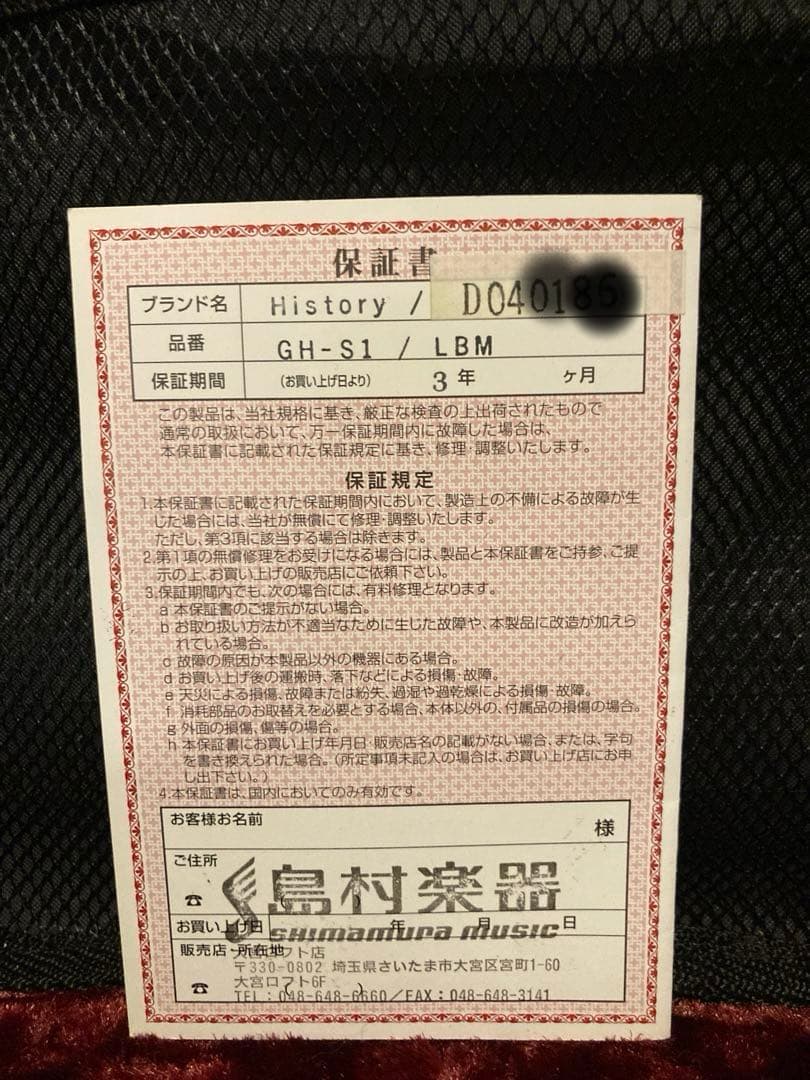 保証書
ブランド名 History / D0401
品番 GH-S1 / LBM
保証期間 (お買い上げ日より) 3 年 ヶ月
この製品は、当社規格に基き、厳正な検査の上出荷されたもので
通常の取扱において、万一保証期間内に故障した場合は、
本保証書に記載された保証規定に基き、修理・調整いたします。
保証規定
1.本保証書に記載された保証期間内において、製造上の不備による故障が生
じた場合には、当社が無償にて修理・調整いたします。
ただし、第3項に該当する場合は除きます。
2.第1項の無償修理をお受けになる場合には、製品と本保証書をご持参、ご提
示の上、お買い上げの販売店にご依頼下さい。
3.保証期間内でも、次の場合には、有料修理となります。
a 本保証書のご提示がない場合。
b お取り扱い方法が不適当なために生じた故障や、本製品に改造が加えら
れている場合。
c 故障の原因が本製品以外の機器にある場合。
d お買い上げ後の運搬時、落下などによる損傷・故障。
e 天災による損傷、故障または紛失、過湿や過乾燥による損傷・故障。
f 消耗部品のお取替えを必要とする場合、本体以外の、付属品の損傷の場合。
g 外面の損傷、傷等の場合。
h 本保証書にお買い上げ年月日・販売店名の記載がない場合、または、字句
を書き換えられた場合。(所定事項未記入の場合は、お買い上げ店にお申
し出下さい。)
4.本保証書は、国内においてのみ有効です。
お客様お名前
様
ご住所
島村楽器
☎ ( )
お買い上げ日 年 月 日
Shimamura music
販売店・所在地 ロフト店
〒330-0802 埼玉県さいたま市大宮区宮町1-60
大宮ロフト6F
☎ ( )
TEL:048-648-6660/FAX:048-648-3141